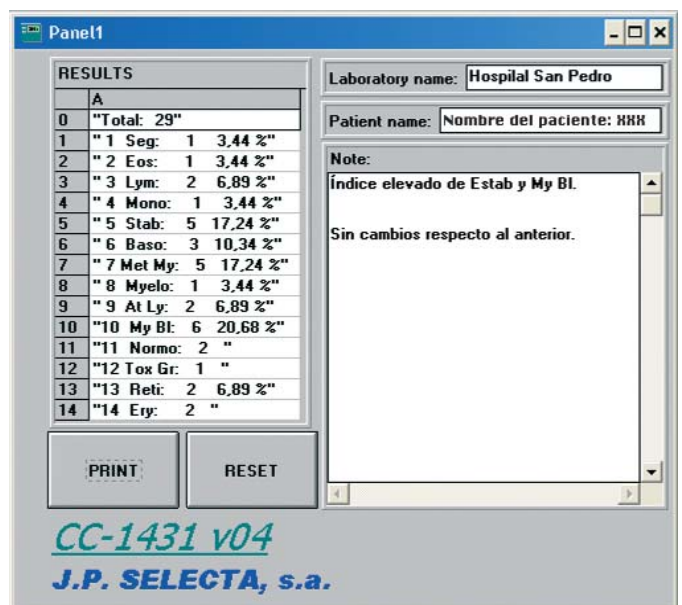 Panel1
RESULTS
A
0 "Total: 29"
1 " 1 Seg: 1 3,44 %"
2 " 2 Eos: 1 3,44 %"
3 " 3 Lym: 2 6,89 %"
4 " 4 Mono: 1 3,44 %"
5 " 5 Stab: 5 17,24 %"
6 " 6 Baso: 3 10,34 %"
7 " 7 Met My: 5 17,24 %"
8 " 8 Myelo: 1 3,44 %"
9 " 9 At Ly: 2 6,89 %"
10 "10 My Bl: 6 20,68 %"
11 "11 Normo: 2 "
12 "12 Tox Gr: 1 "
13 "13 Reti: 2 6,89 %"
14 "14 Ery: 2 "
PRINT
RESET
Laboratory name: Hospilal San Pedro
Patient name: Nombre del paciente: XXX
Note:
Índice elevado de Estab y My Bl.
Sin cambios respecto al anterior.
CC-1431 v04
J.P. SELECTA, s.a.